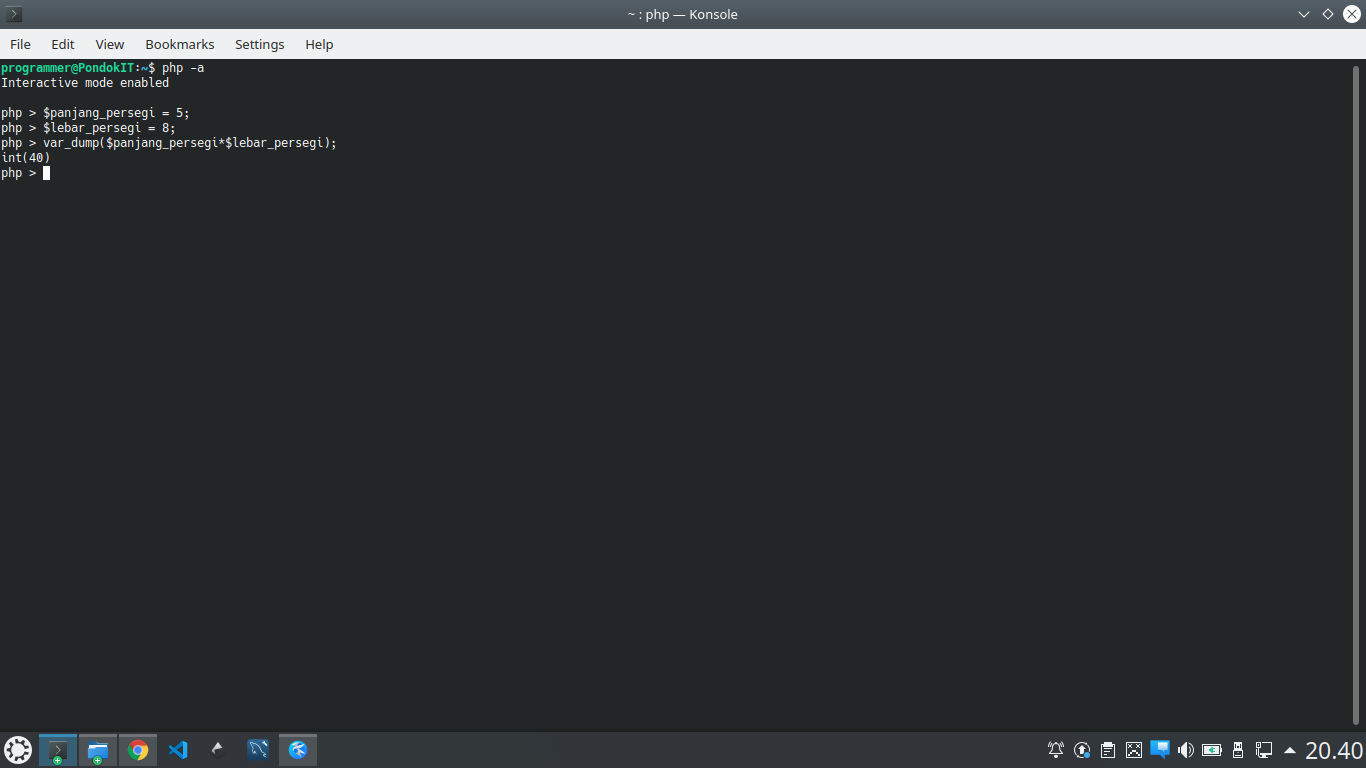 ~ : php — Konsole
File Edit View Bookmarks Settings Help
programmer@PondokIT:~$ php -a
Interactive mode enabled
php > $panjang_persegi = 5;
php > $lebar_persegi = 8;
php > var_dump($panjang_persegi*$lebar_persegi);
int(40)
php >
20.40